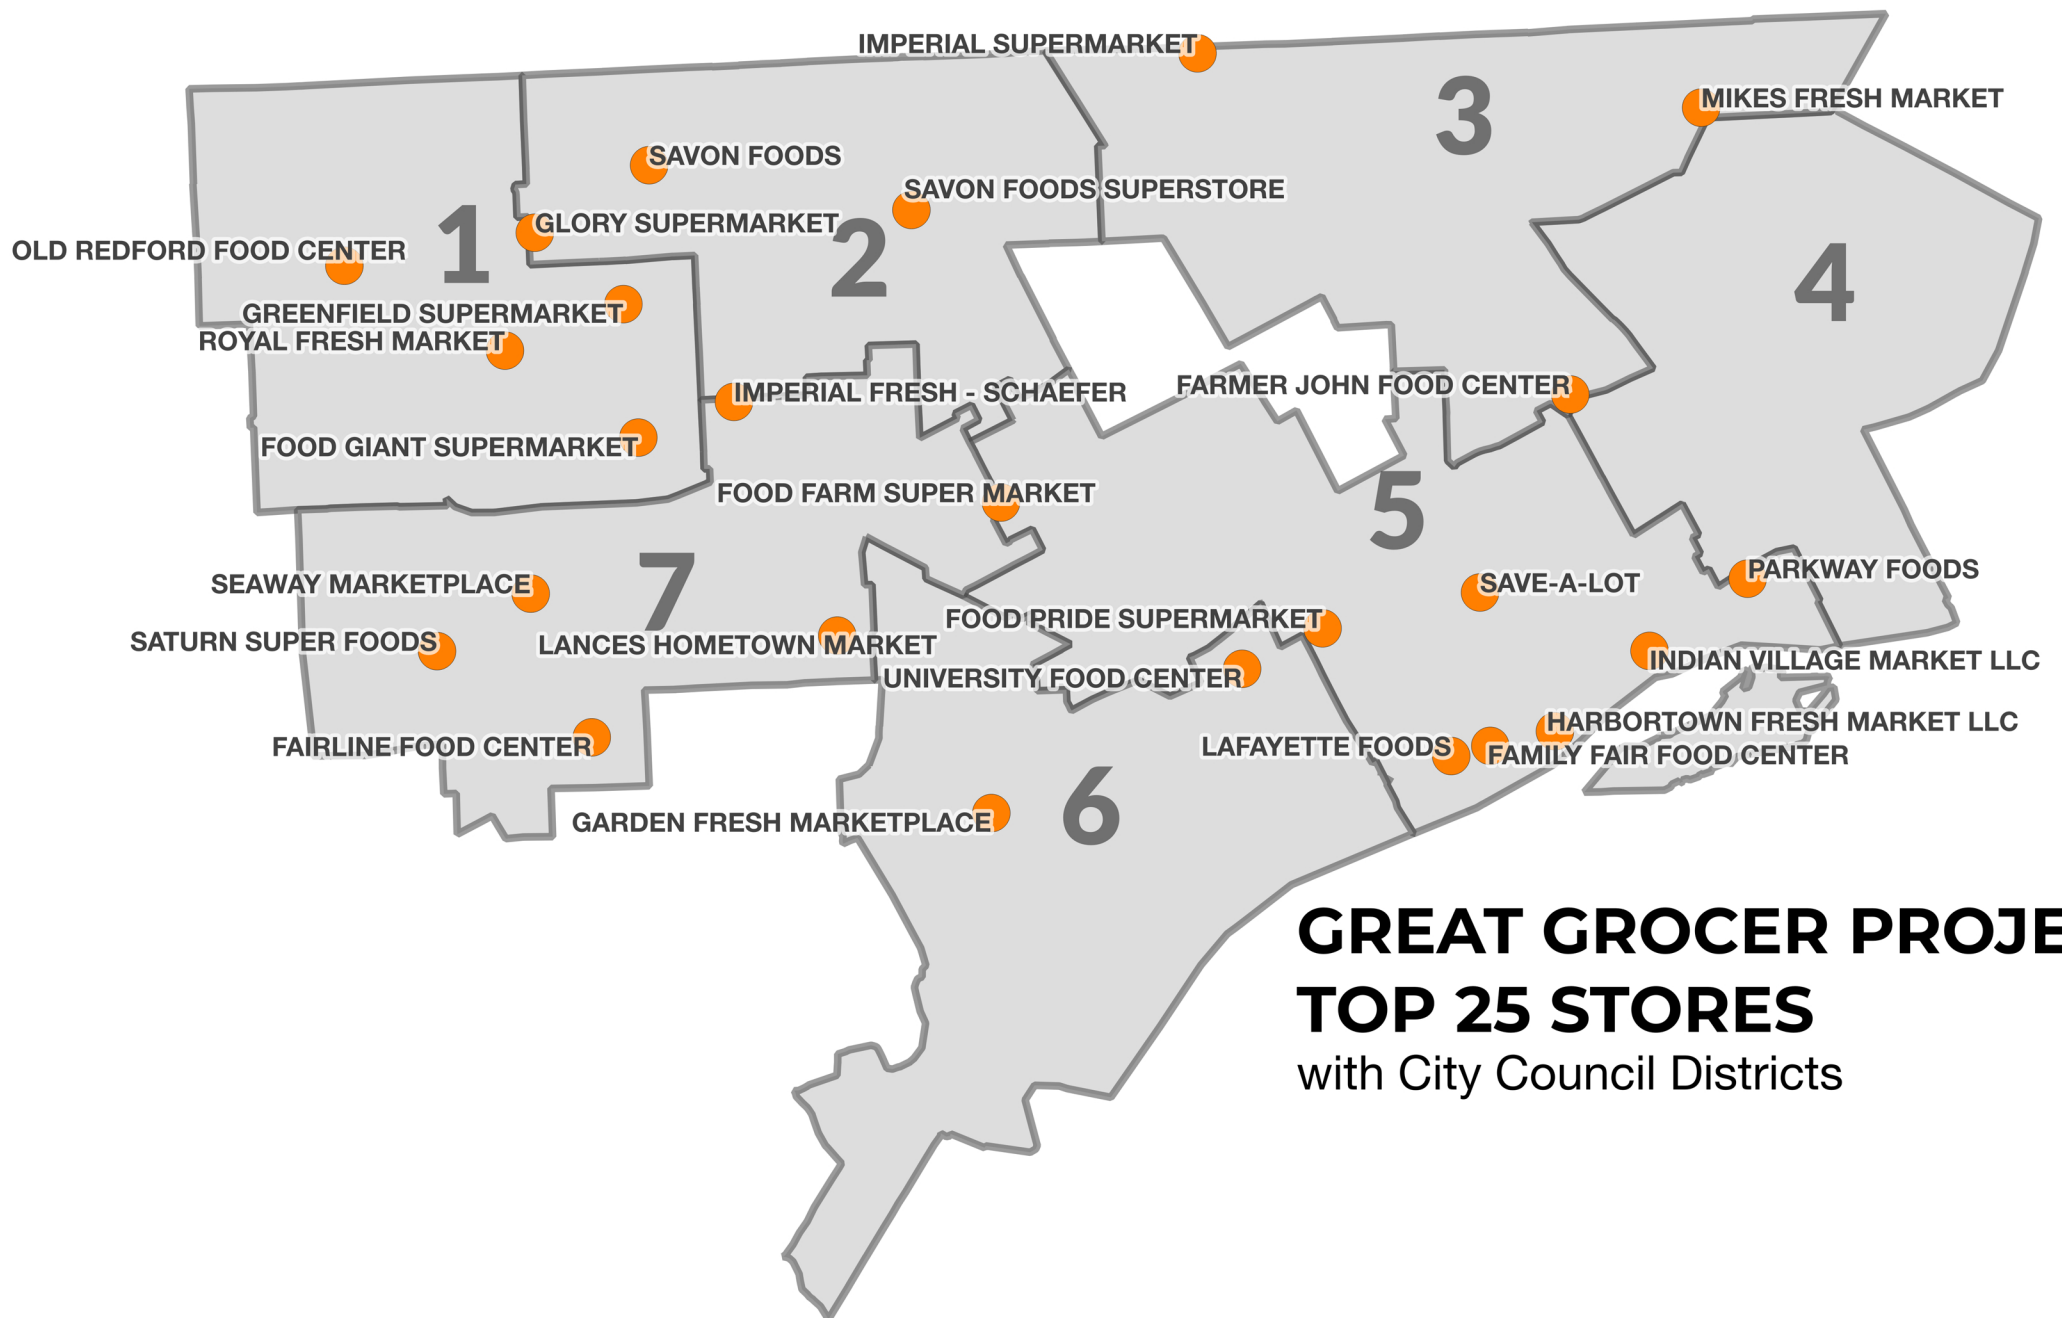 IMPERIAL SUPERMARKET
MIKES FRESH MARKET
3
SAVON FOODS
SAVON FOODS SUPERSTORE
GLORY SUPERMARKET
1
2
OLD REDFORD FOOD CENTER
4
GREENFIELD SUPERMARKET
ROYAL FRESH MARKET
IMPERIAL FRESH - SCHAEFER
FARMER JOHN FOOD CENTER
FOOD GIANT SUPERMARKET
FOOD FARM SUPER MARKET
5
SEAWAY MARKETPLACE
7
SAVE-A-LOT
PARKWAY FOODS
FOOD PRIDE SUPERMARKET
SATURN SUPER FOODS
LANCES HOMETOWN MARKET
INDIAN VILLAGE MARKET LLC
UNIVERSITY FOOD CENTER
HARBORTOWN FRESH MARKET LLC
FAIRLINE FOOD CENTER
LAFAYETTE FOODS
FAMILY FAIR FOOD CENTER
6
GARDEN FRESH MARKETPLACE
GREAT GROCER PROJE
TOP 25 STORES
with City Council Districts